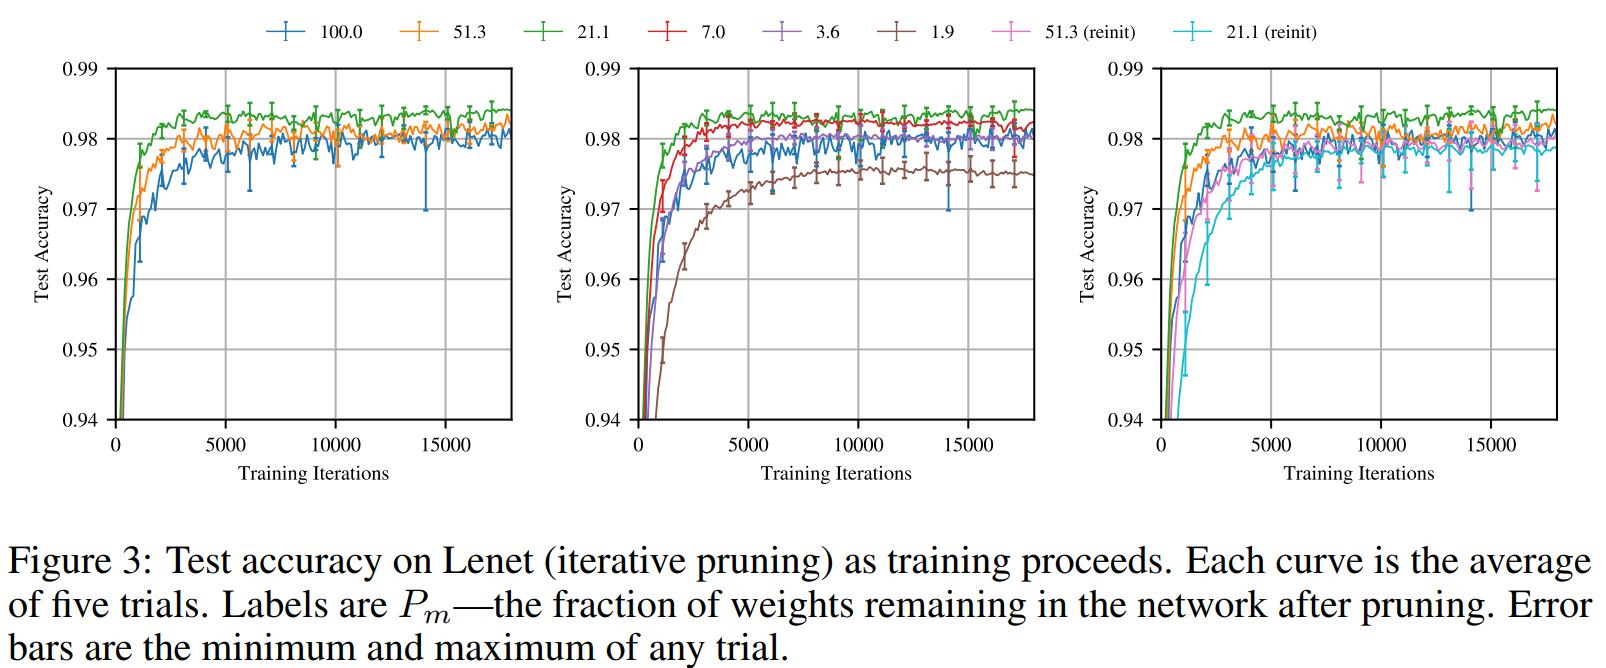 100.0 51.3 21.1 7.0 3.6 1.9 51.3 (reinit) 21.1 (reinit)
0.99
0.98
0.97
0.96
0.95
0.94
Test Accuracy
0 5000 10000 15000
Training Iterations
0.99
0.98
0.97
0.96
0.95
0.94
Test Accuracy
0 5000 10000 15000
Training Iterations
0.99
0.98
0.97
0.96
0.95
0.94
Test Accuracy
0 5000 10000 15000
Training Iterations
Figure 3: Test accuracy on Lenet (iterative pruning) as training proceeds. Each curve is the average
of five trials. Labels are Pm—the fraction of weights remaining in the network after pruning. Error
bars are the minimum and maximum of any trial.